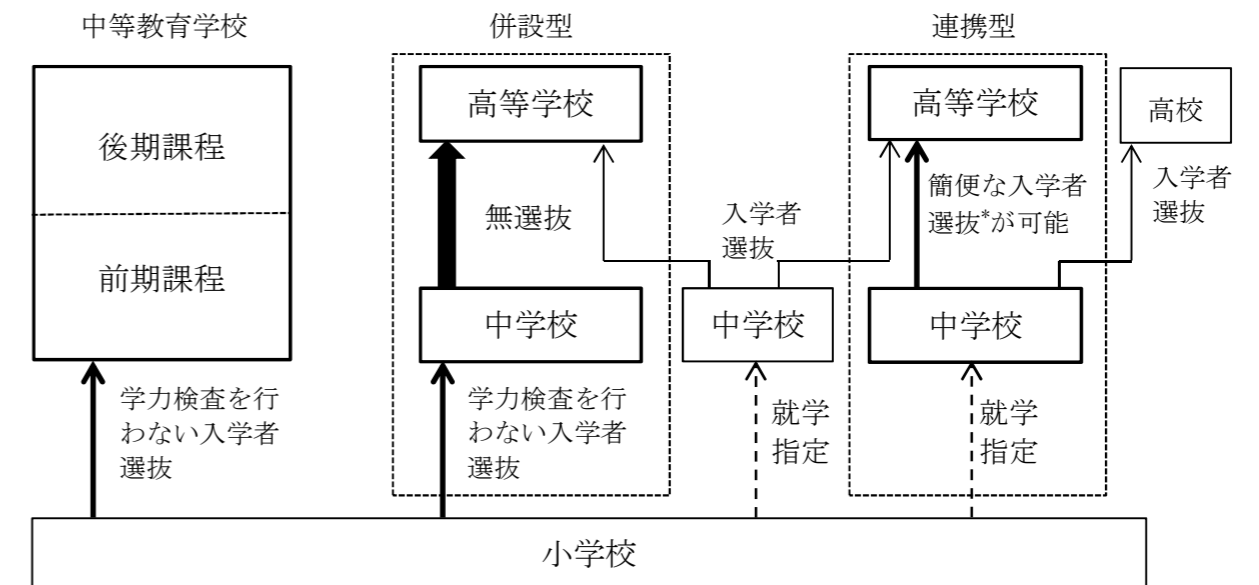 中等教育学校
併設型
連携型
後期課程
前期課程
高等学校
無選抜
中学校
入学者
選抜
中学校
高等学校
簡便な入学者
選抜*が可能
中学校
高校
入学者
選抜
学力検査を行
わない入学者
選抜
学力検査を行
わない入学者
選抜
就学
指定
就学
指定
小学校